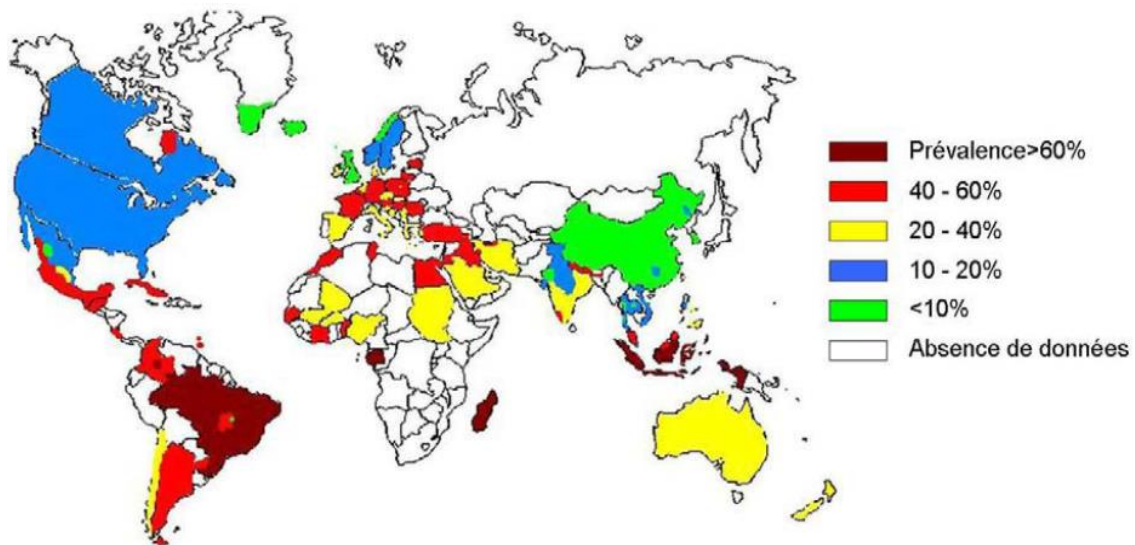 Prévalence>60%
40 - 60%
20 - 40%
10 - 20%
<10%
Absence de données